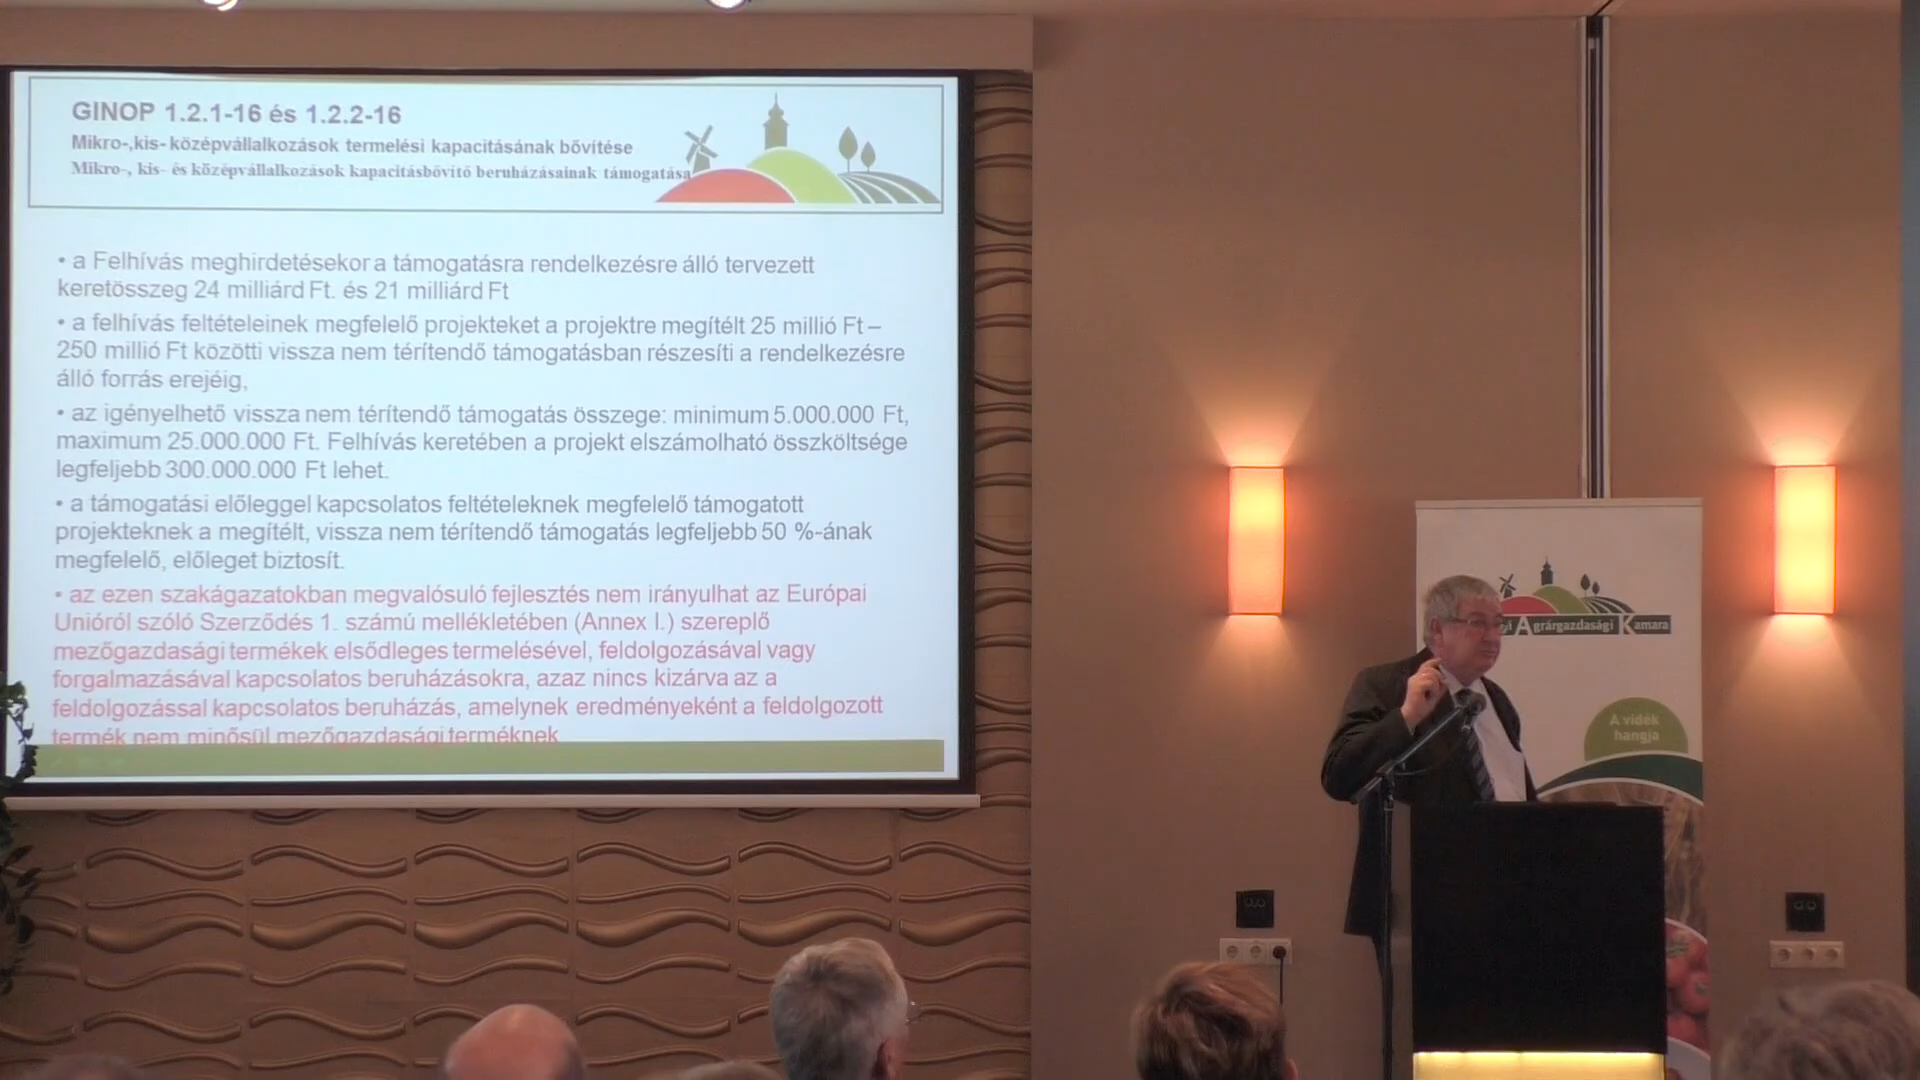 GINOP 1.2.1-16 és 1.2.2-16
Mikro-,kis- középvállalkozások termelési kapacitásának bővítése
Mikro-, kis- és középvállalkozások kapacitásbővítő beruházásainak támogatása
• a Felhívás meghirdetésekor a támogatásra rendelkezésre álló tervezett
keretösszeg 24 milliárd Ft. és 21 milliárd Ft
• a felhívás feltételeinek megfelelő projekteket a projektre megítélt 25 millió Ft –
250 millió Ft közötti vissza nem térítendő támogatásban részesíti a rendelkezésre
álló forrás erejéig,
• az igényelhető vissza nem térítendő támogatás összege: minimum 5.000.000 Ft,
maximum 25.000.000 Ft. Felhívás keretében a projekt elszámolható összköltsége
legfeljebb 300.000.000 Ft lehet.
• a támogatási előleggel kapcsolatos feltételeknek megfelelő támogatott
projekteknek a megítélt, vissza nem térítendő támogatás legfeljebb 50 %-ának
megfelelő, előleget biztosít.
• az ezen szakágazatokban megvalósuló fejlesztés nem irányulhat az Európai
Unióról szóló Szerződés 1. számú mellékletében (Annex I.) szereplő
mezőgazdasági termékek elsődleges termelésével, feldolgozásával vagy
forgalmazásával kapcsolatos beruházásokra, azaz nincs kizárva az a
feldolgozással kapcsolatos beruházás, amelynek eredményeként a feldolgozott
termék nem minősül mezőgazdasági terméknek
Agrárgazdasági Kamara
A vidék
hangja